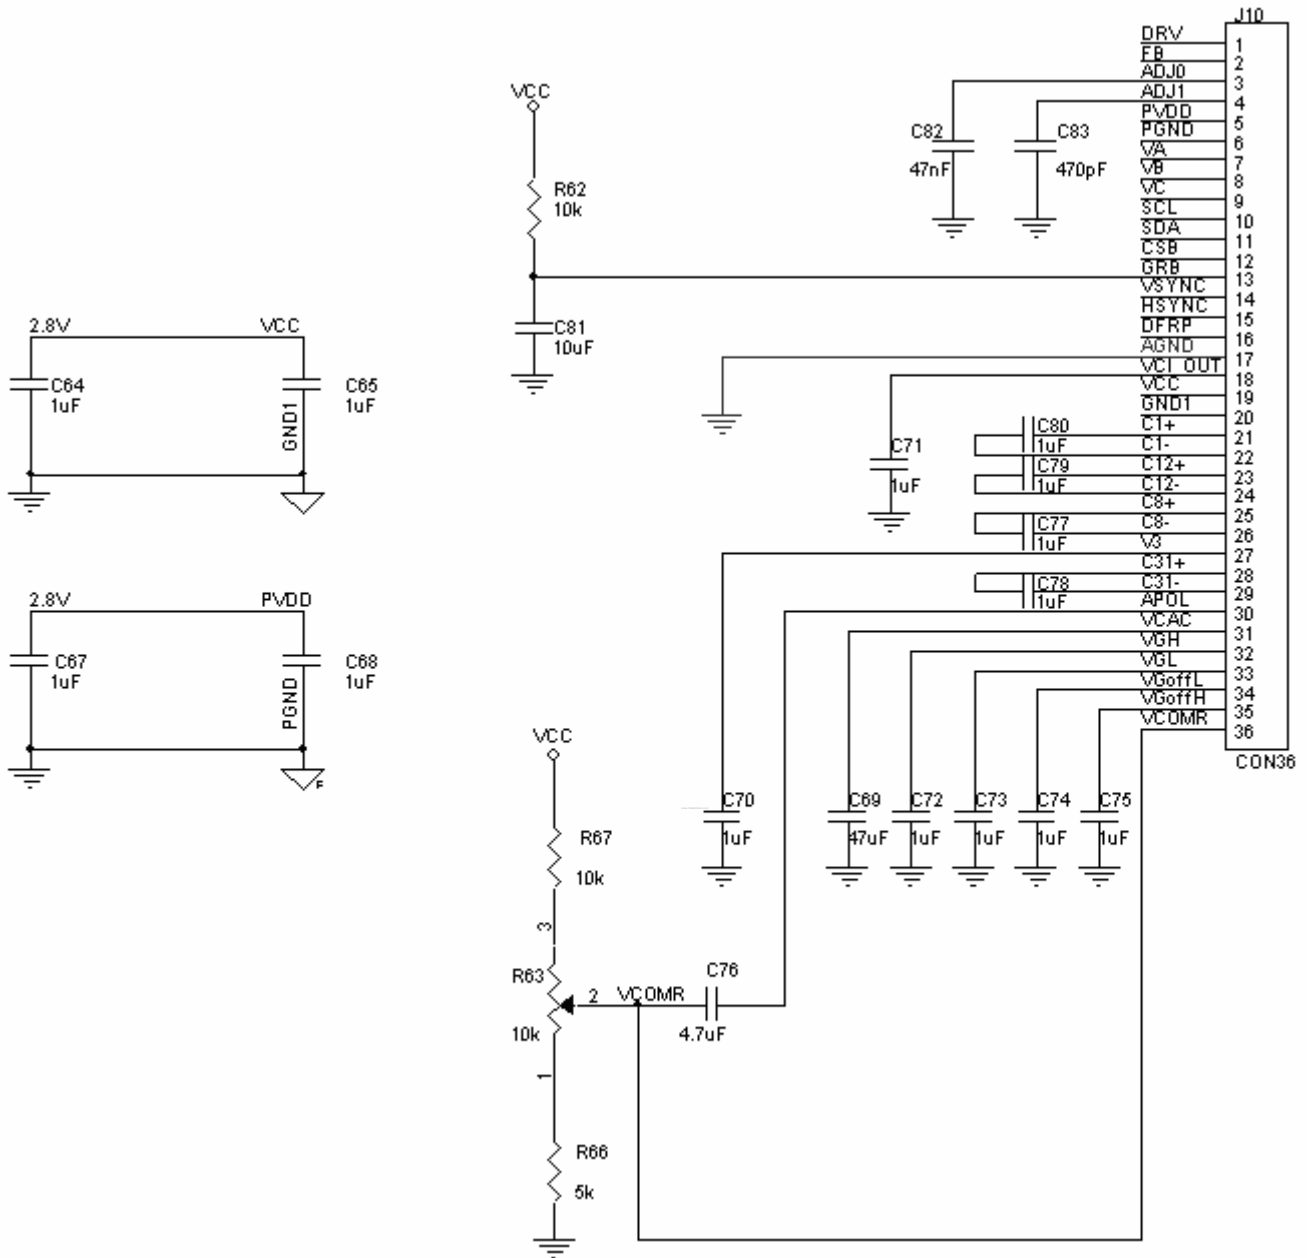 J10
DRV 1
FB 2
ADJ0 3
ADJ1 4
PVDD 5
PGND 6
VA 7
VB 8
VC 9
SCL 10
SDA 11
CSB 12
GRB 13
VSYNC 14
HSYNC 15
DFRP 16
AGND 17
VCI_OUT 18
VCC 19
GND1 20
C1+ 21
C1- 22
C12+ 23
C12- 24
C8+ 25
C8- 26
V3 27
C31+ 28
C31- 29
APOL 30
VCAC 31
VGH 32
VGL 33
VGoffL 34
VGoffH 35
VCOMR 36
CON36
VCC
R62
10k
C81
10uF
C82
47nF
C83
470pF
2.8V VCC
C64
1uF
C65
1uF
GND1
C71
1uF
C80
1uF
C79
1uF
C77
1uF
C78
1uF
2.8V PVDD
C67
1uF
C68
1uF
PGND
F
C70
1uF
C69
47uF
C72
1uF
C73
1uF
C74
1uF
C75
1uF
VCC
R67
10k
3
R63
10k
2 VCOMR
C76
4.7uF
1
R66
5k